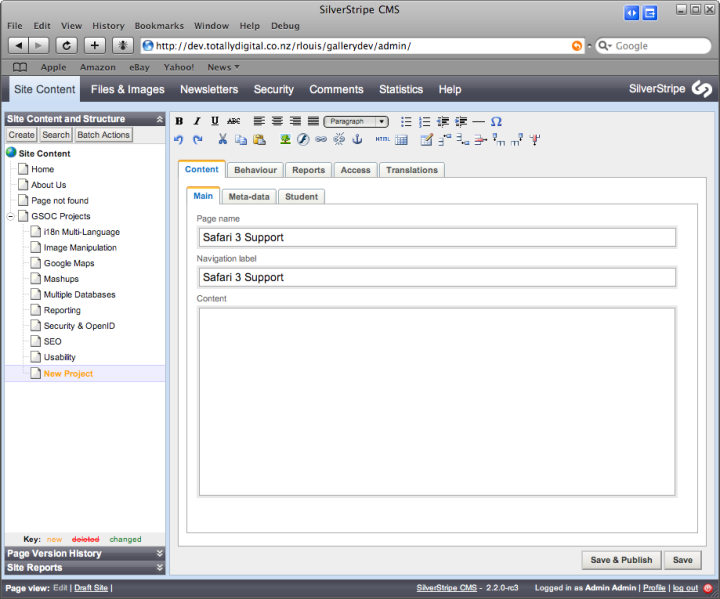 SilverStripe CMS
File Edit View History Bookmarks Window Help Debug
http://dev.totallydigital.co.nz/rlouis/gallerydev/admin/ Google
Apple Amazon eBay Yahoo! News
Site Content Files & Images Newsletters Security Comments Statistics Help SilverStripe
Site Content and Structure
Create Search Batch Actions
Site Content
Home
About Us
Page not found
GSOC Projects
i18n Multi-Language
Image Manipulation
Google Maps
Mashups
Multiple Databases
Reporting
Security & OpenID
SEO
Usability
New Project
Key: new deleted changed
Page Version History
Site Reports
B I U ABC Paragraph
HTML
Content Behaviour Reports Access Translations
Main Meta-data Student
Page name
Safari 3 Support
Navigation label
Safari 3 Support
Content
Save & Publish Save
Page view: Edit | Draft Site | SilverStripe CMS - 2.2.0-rc3 Logged in as Admin Admin | Profile | log out